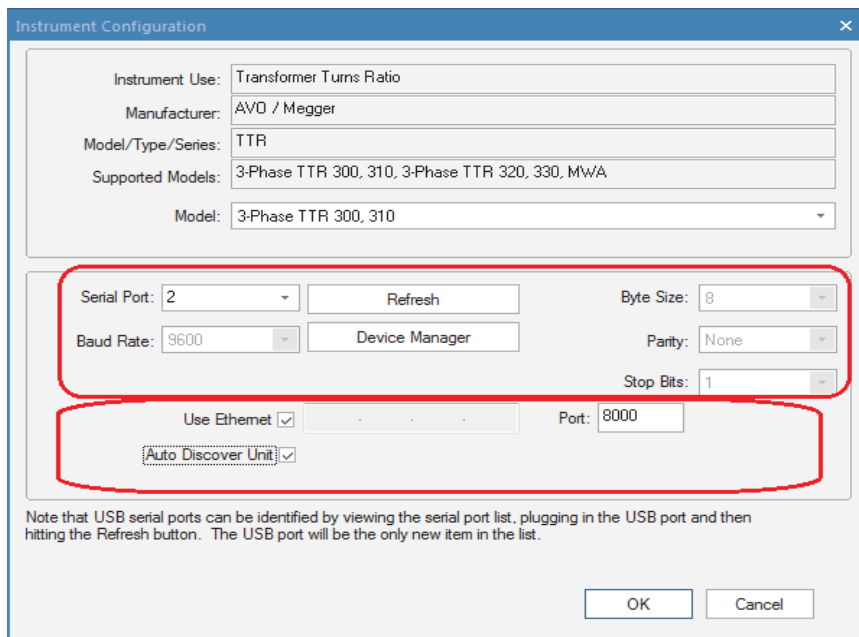 Instrument Configuration
Instrument Use: Transformer Turns Ratio
Manufacturer: AVO / Megger
Model/Type/Series: TTR
Supported Models: 3-Phase TTR 300, 310, 3-Phase TTR 320, 330, MWA
Model: 3-Phase TTR 300, 310
Serial Port: 2 Refresh Byte Size: 8
Baud Rate: 9600 Device Manager Parity: None
Stop Bits: 1
Use Ethernet . . . Port: 8000
Auto Discover Unit
Note that USB serial ports can be identified by viewing the serial port list, plugging in the USB port and then
hitting the Refresh button. The USB port will be the only new item in the list.
OK Cancel